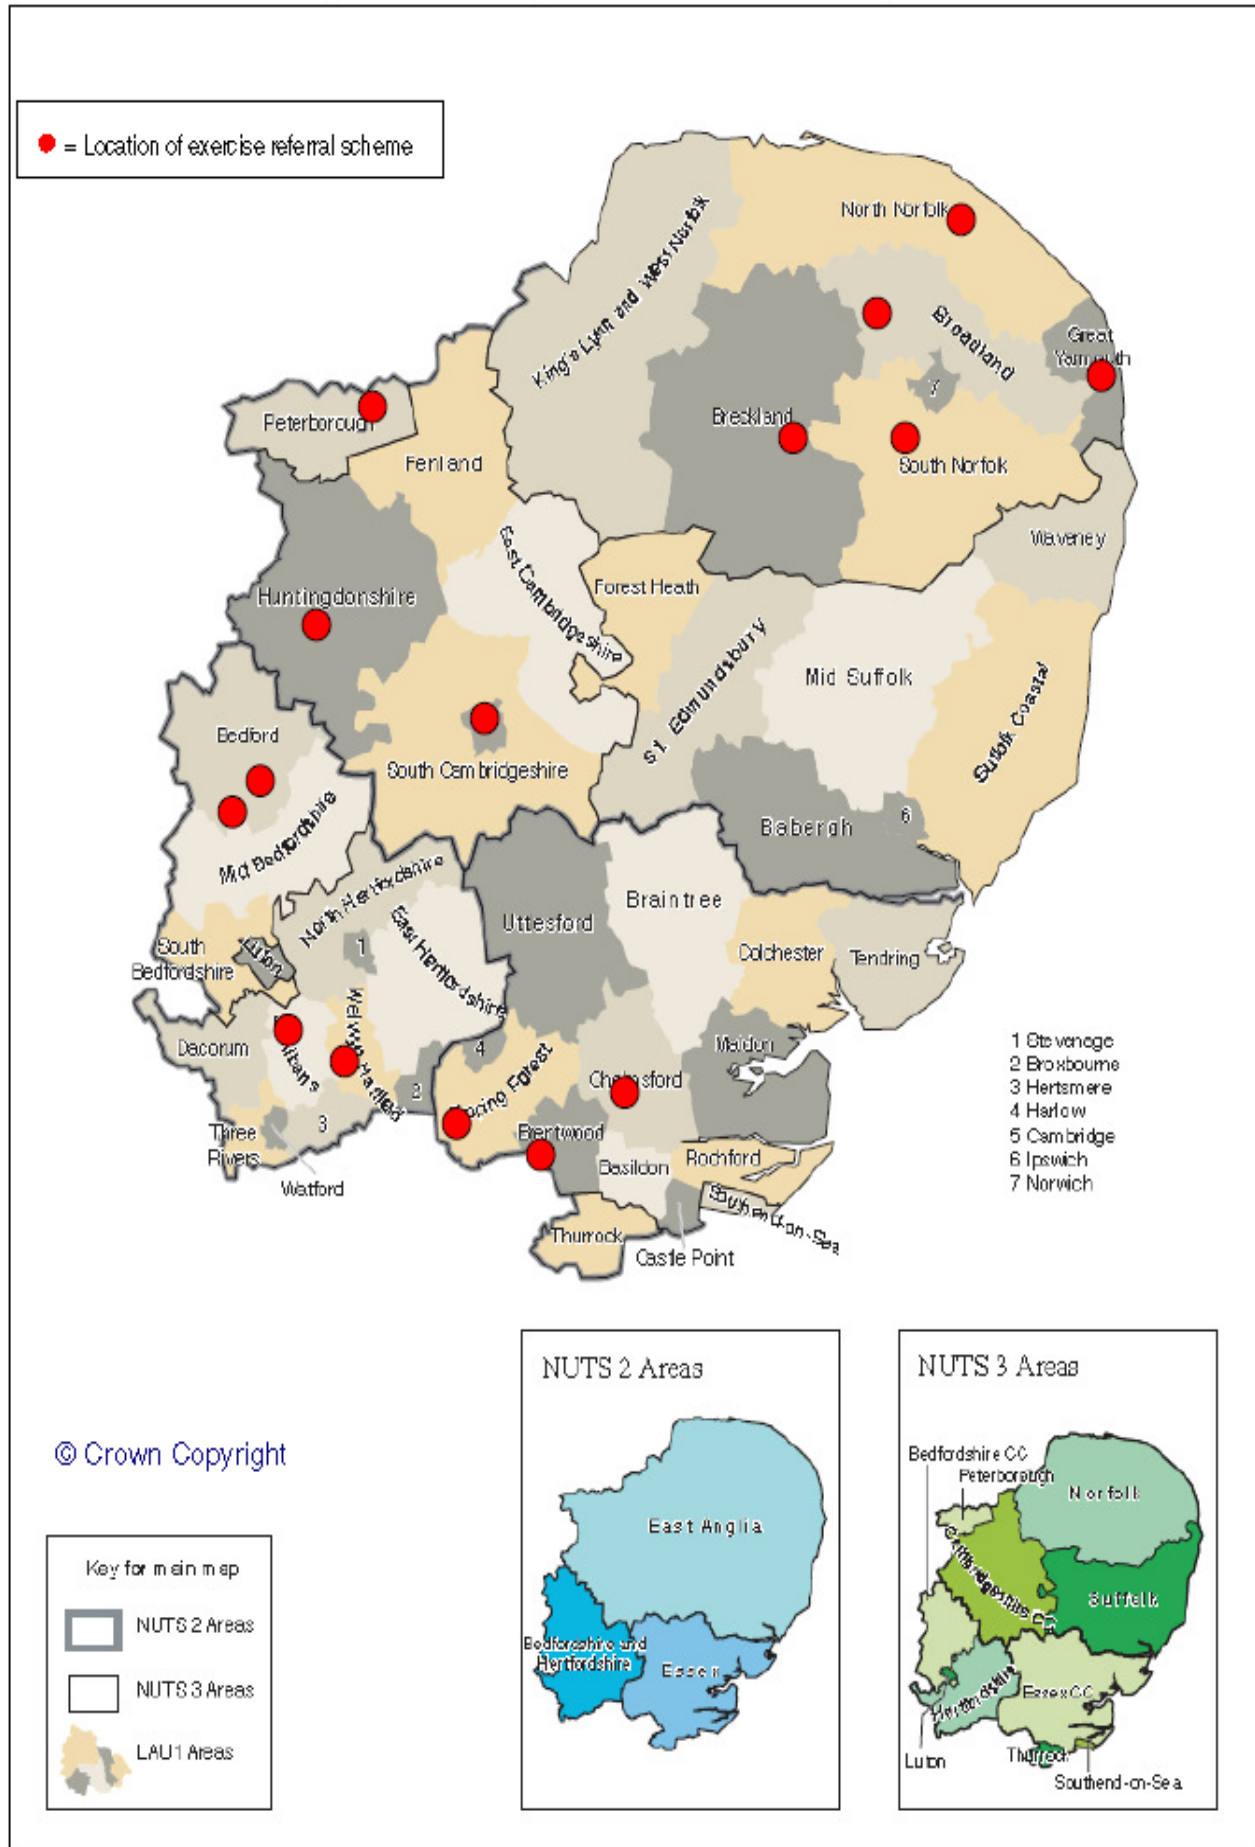 = Location of exercise referral scheme
North Norfolk
King's Lynn and West Norfolk
Broadland
Great
Yarmouth
7
Breckland
South Norfolk
Peterborough
Fenland
Waveney
East Cambridgeshire
Forest Heath
Huntingdonshire
St. Edmundsbury
Mid Suffolk
Suffolk Coastal
Bedford
South Cambridgeshire
Mid Bedfordshire
Babergh
6
North Hertfordshire
East Hertfordshire
Uttesford
Braintree
Colchester
Tendring
South
Bedfordshire
Luton
1
Welwyn Hatfield
Dacorum
Albans
4
Epping Forest
Chelmsford
Maldon
2
3
Three
Rivers
Watford
Brentwood
Basildon
Rochford
Southend-on-Sea
Thurrock
Castle Point
1 Stevenage
2 Broxbourne
3 Hertsmere
4 Harlow
5 Cambridge
6 Ipswich
7 Norwich
NUTS 2 Areas
East Anglia
Bedfordshire and
Hertfordshire
Essex
NUTS 3 Areas
Bedfordshire CC
Peterborough
Norfolk
Cambridgeshire CC
Suffolk
Hertfordshire
Essex CC
Luton
Thurrock
Southend-on-Sea
© Crown Copyright
Key for main map
NUTS 2 Areas
NUTS 3 Areas
LAU1 Areas